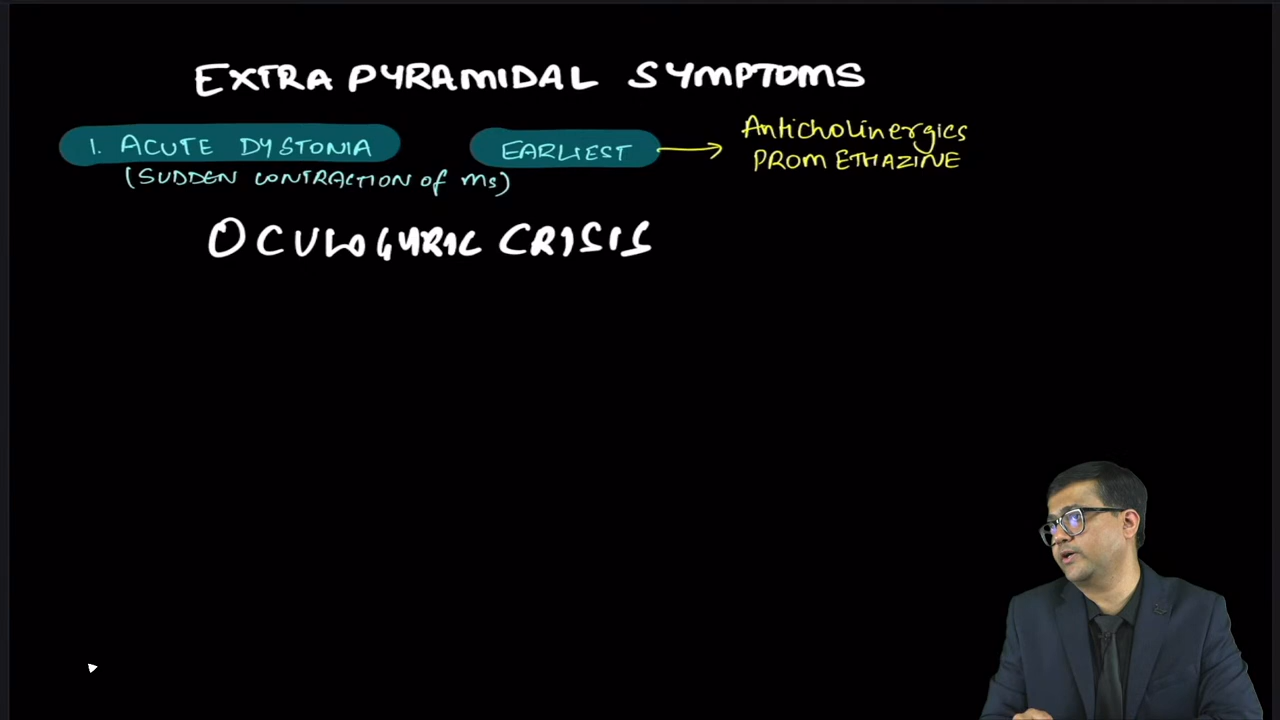 EXTRA PYRAMIDAL SYMPTOMS
1. ACUTE DYSTONIA EARLIEST → Anticholinergics
PROMETHAZINE
(SUDDEN CONTRACTION of ms)
OCULOGYRIC CRISIS